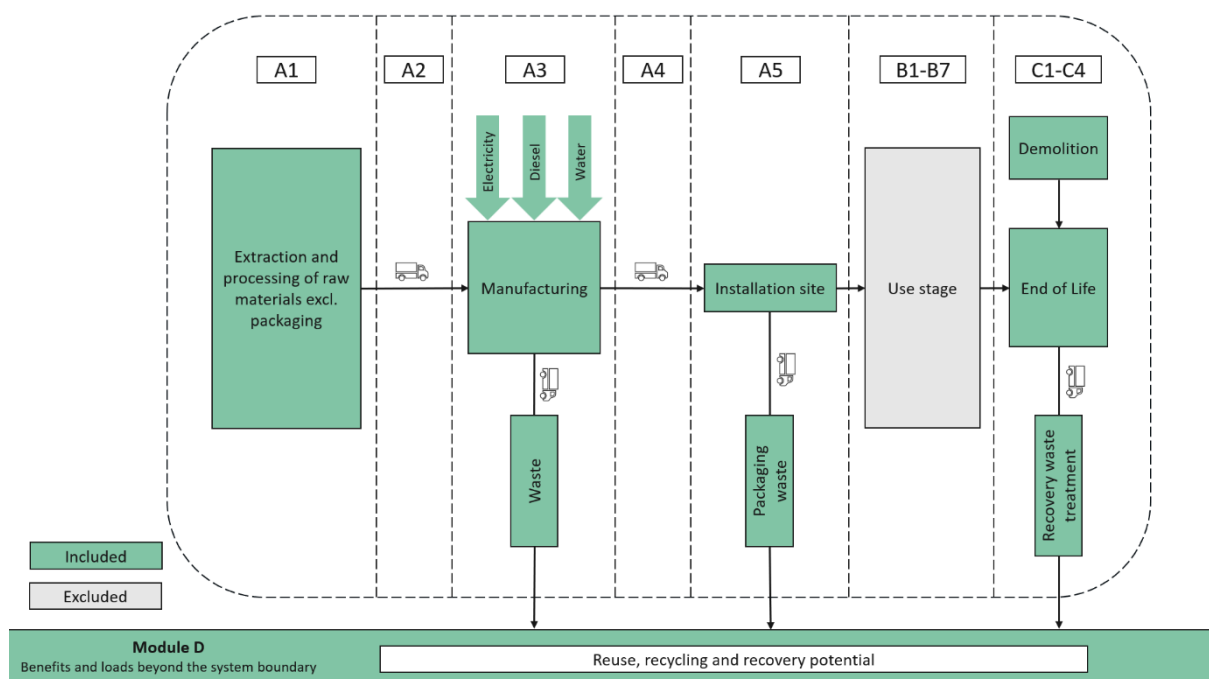 A1
A2
A3
A4
A5
B1-B7
C1-C4
Electricity
Diesel
Water
Demolition
Extraction and
processing of raw
materials excl.
packaging
Manufacturing
Installation site
Use stage
End of Life
Waste
Packaging
waste
Recovery waste
treatment
Included
Excluded
Module D
Benefits and loads beyond the system boundary
Reuse, recycling and recovery potential